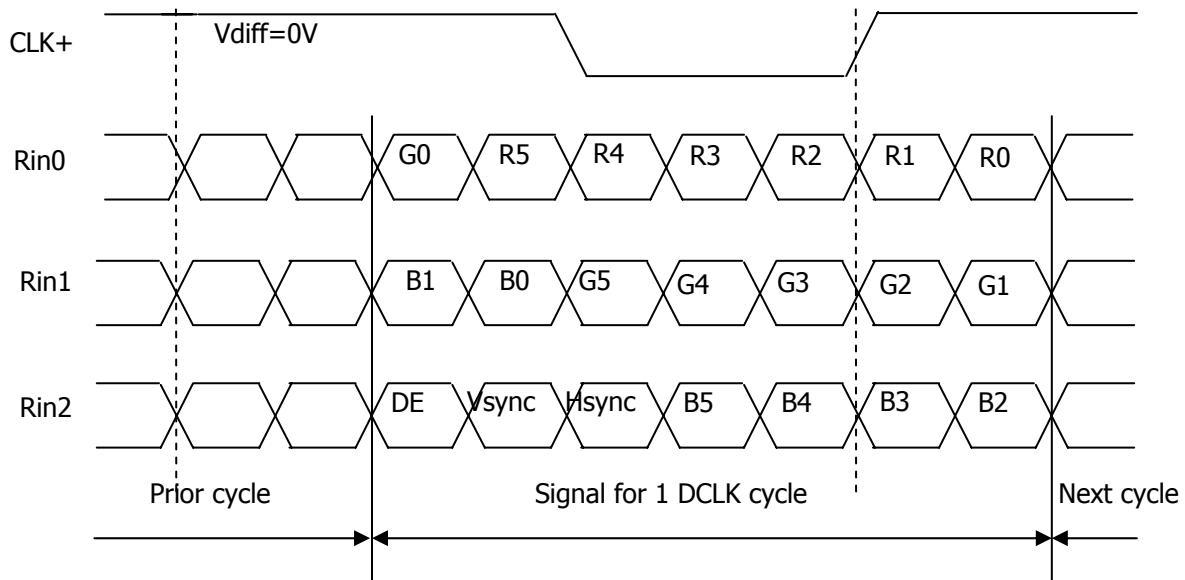 CLK+ Vdiff=0V
Rin0 G0 R5 R4 R3 R2 R1 R0
Rin1 B1 B0 G5 G4 G3 G2 G1
Rin2 DE Vsync Hsync B5 B4 B3 B2
Prior cycle Signal for 1 DCLK cycle Next cycle